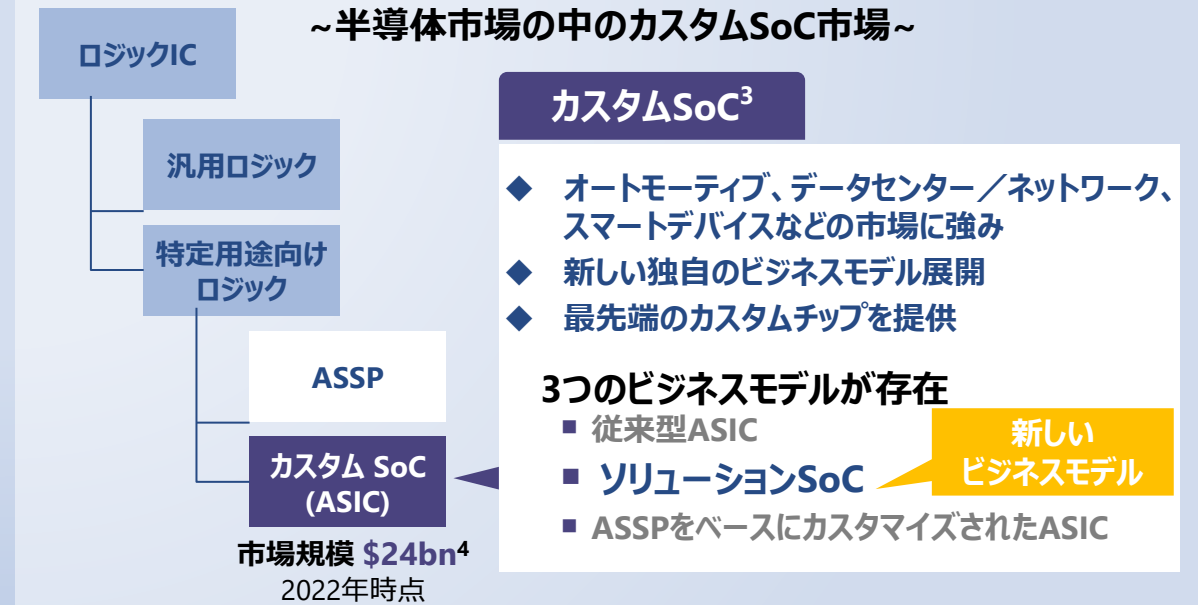 ~半導体市場の中のカスタムSoC市場~
ロジックIC
汎用ロジック
特定用途向け
ロジック
ASSP
カスタム SoC
(ASIC)
市場規模 $24bn4
2022年時点
カスタムSoC3
◆ オートモーティブ、データセンター／ネットワーク、
スマートデバイスなどの市場に強み
◆ 新しい独自のビジネスモデル展開
◆ 最先端のカスタムチップを提供
3つのビジネスモデルが存在
■ 従来型ASIC
■ ソリューションSoC
■ ASSPをベースにカスタマイズされたASIC
新しい
ビジネスモデル